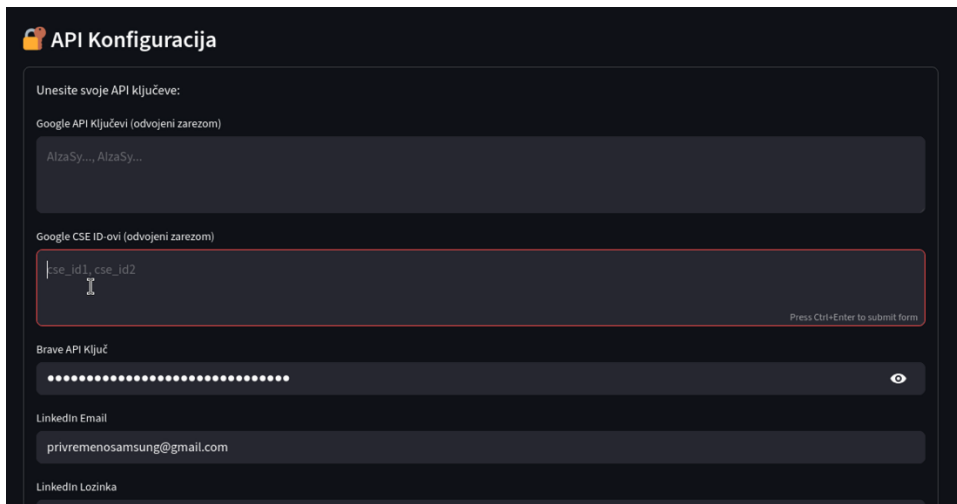 API Konfiguracija
Unesite svoje API ključeve:
Google API Ključevi (odvojeni zarezom)
AIzaSy..., AIzaSy...
Google CSE ID-ovi (odvojeni zarezom)
cse_id1, cse_id2
Press Ctrl+Enter to submit form
Brave API Ključ
LinkedIn Email
privremenosamsung@gmail.com
LinkedIn Lozinka